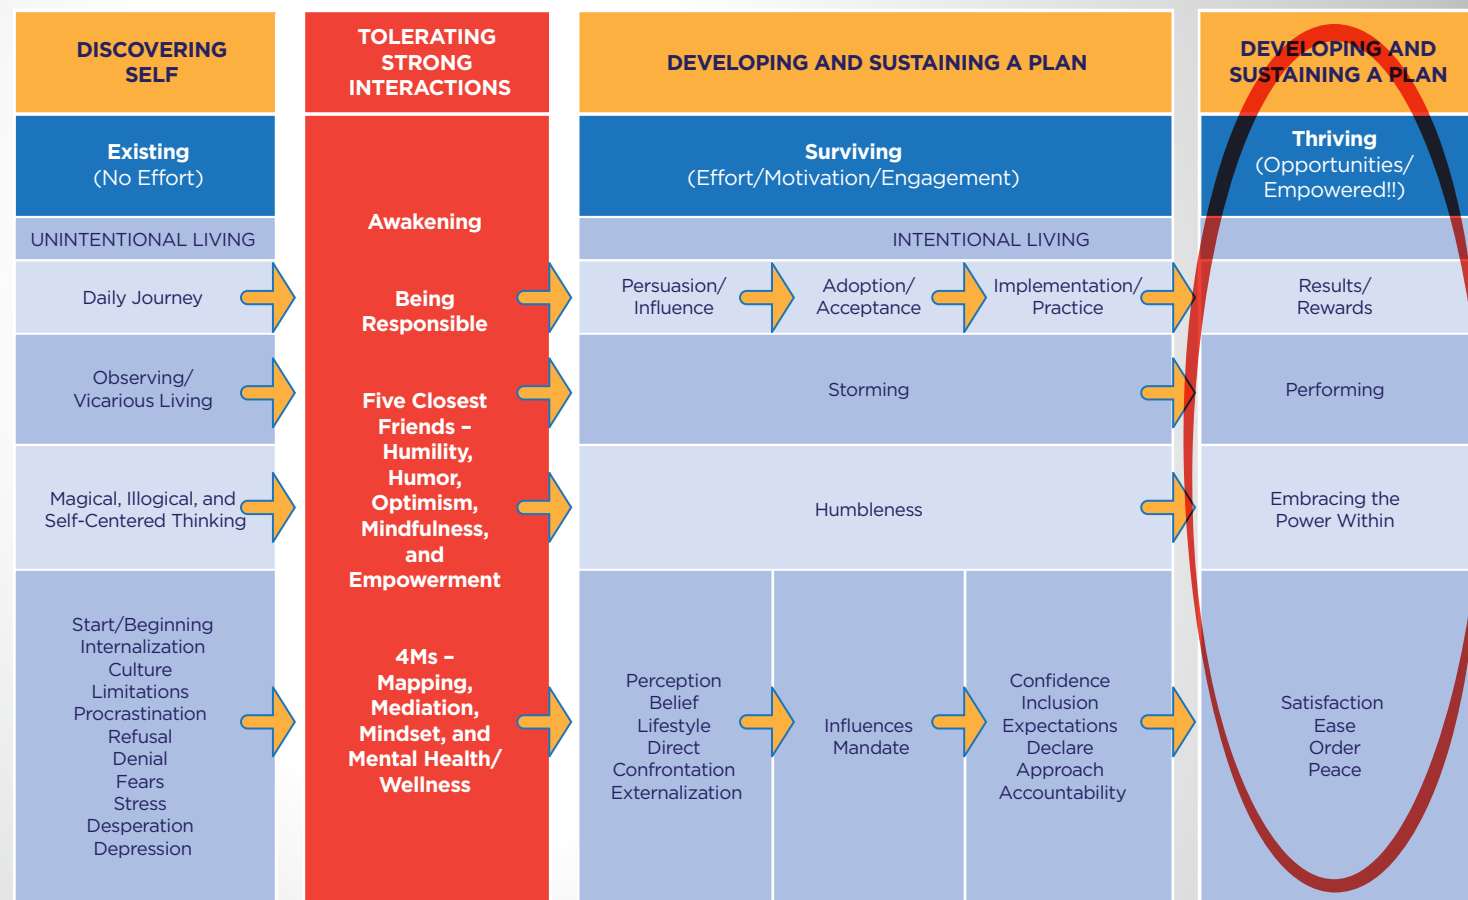 DISCOVERING
SELF
TOLERATING
STRONG
INTERACTIONS
DEVELOPING AND SUSTAINING A PLAN
DEVELOPING AND
SUSTAINING A PLAN
Existing
(No Effort)
Awakening
Surviving
(Effort/Motivation/Engagement)
Thriving
(Opportunities/
Empowered!!)
UNINTENTIONAL LIVING
INTENTIONAL LIVING
Daily Journey
Being
Responsible
Persuasion/
Influence
Adoption/
Acceptance
Implementation/
Practice
Results/
Rewards
Observing/
Vicarious Living
Five Closest
Friends –
Humility,
Humor,
Optimism,
Mindfulness,
and
Empowerment
Storming
Performing
Magical, Illogical, and
Self-Centered Thinking
Humbleness
Embracing the
Power Within
Start/Beginning
Internalization
Culture
Limitations
Procrastination
Refusal
Denial
Fears
Stress
Desperation
Depression
4Ms –
Mapping,
Mediation,
Mindset, and
Mental Health/
Wellness
Perception
Belief
Lifestyle
Direct
Confrontation
Externalization
Influences
Mandate
Confidence
Inclusion
Expectations
Declare
Approach
Accountability
Satisfaction
Ease
Order
Peace